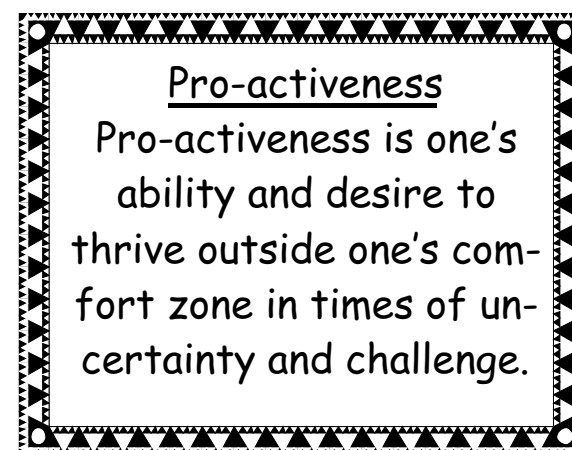 Pro-activeness
Pro-activeness is one's
ability and desire to
thrive outside one's com-
fort zone in times of un-
certainty and challenge.